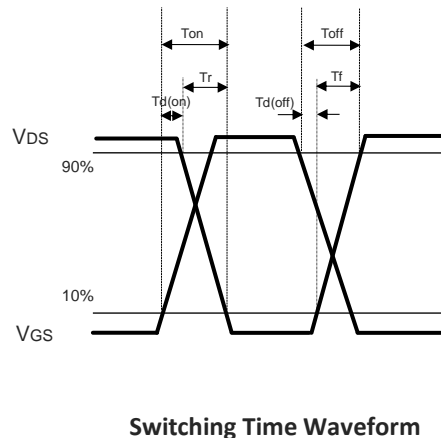 Ton Toff
Tr Tf
Td(on) Td(off)
VDS
90%
10%
VGS
Switching Time Waveform